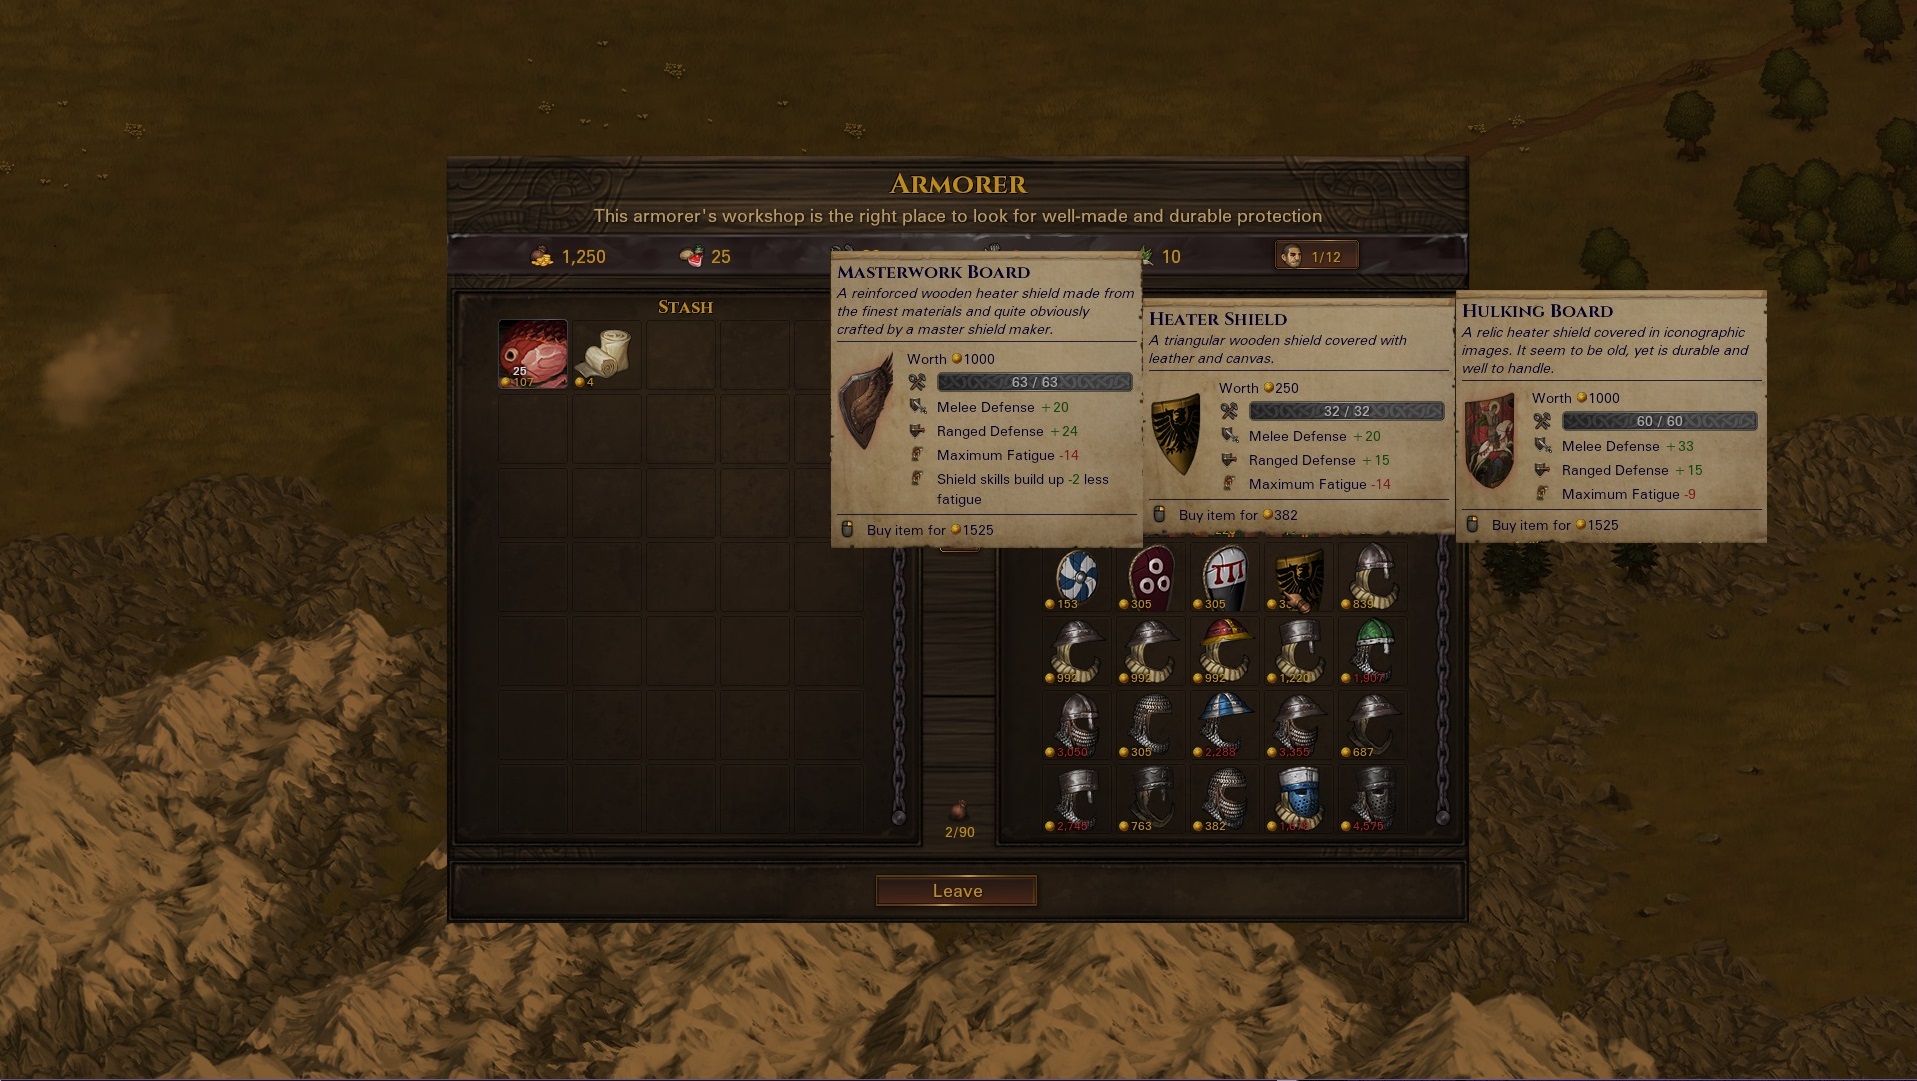 ARMORER
This armorer's workshop is the right place to look for well-made and durable protection
1,250
25
10
1/12
STASH
25
107
4
MASTERWORK BOARD
A reinforced wooden heater shield made from
the finest materials and quite obviously
crafted by a master shield maker.
Worth 1000
63 / 63
Melee Defense +20
Ranged Defense +24
Maximum Fatigue -14
Shield skills build up -2 less
fatigue
Buy item for 1525
HEATER SHIELD
A triangular wooden shield covered with
leather and canvas.
Worth 250
32 / 32
Melee Defense +20
Ranged Defense +15
Maximum Fatigue -14
Buy item for 382
HULKING BOARD
A relic heater shield covered in iconographic
images. It seem to be old, yet is durable and
well to handle.
Worth 1000
60 / 60
Melee Defense +33
Ranged Defense +15
Maximum Fatigue -9
Buy item for 1525
153 305 305 839
992 992 992 1,220 1,907
3,050 305 2,288 3,355 687
2,745 763 382 4,575
2/90
Leave